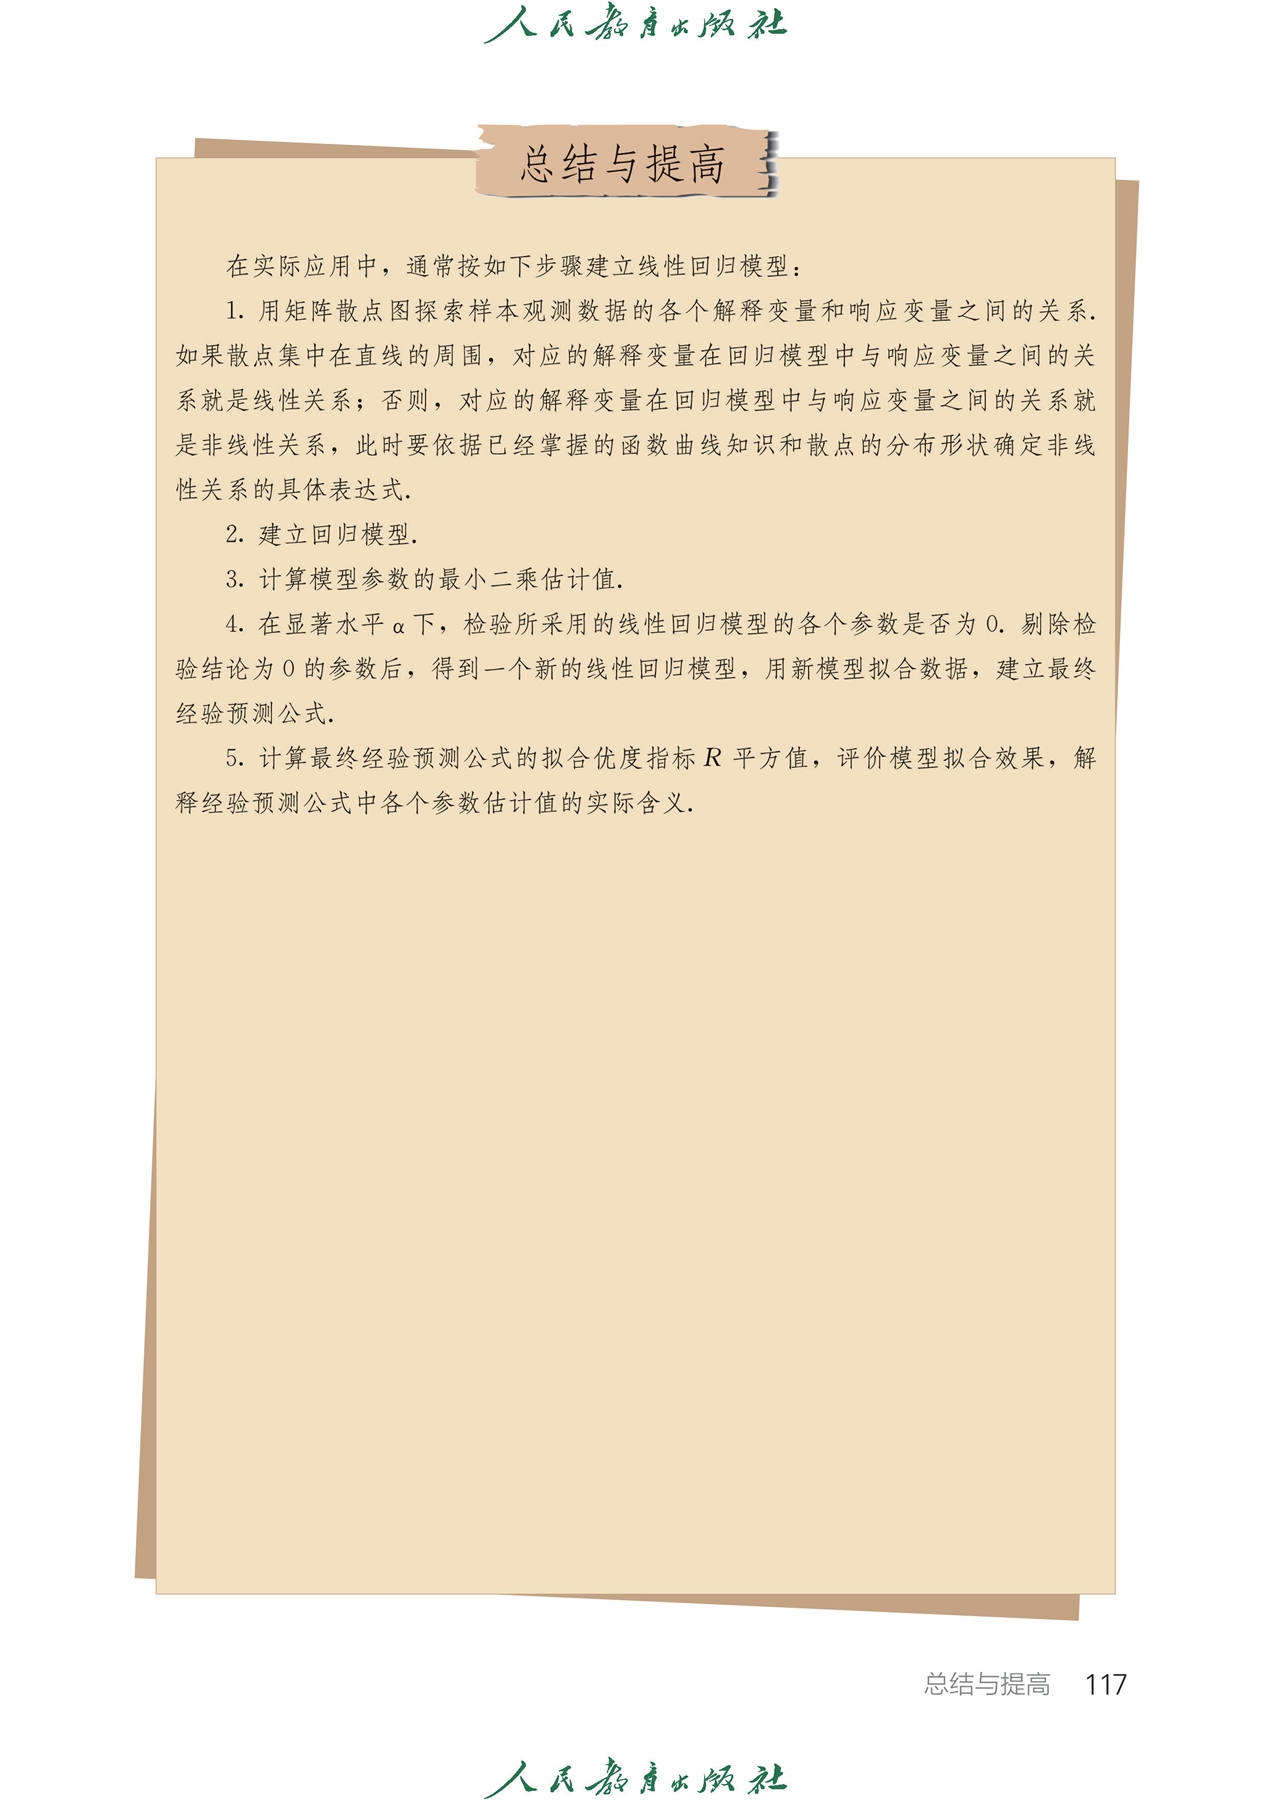 人民教育出版社
总结与提高
在实际应用中，通常按如下步骤建立线性回归模型：
1. 用矩阵散点图探索样本观测数据的各个解释变量和响应变量之间的关系.
如果散点集中在直线的周围，对应的解释变量在回归模型中与响应变量之间的关
系就是线性关系；否则，对应的解释变量在回归模型中与响应变量之间的关系就
是非线性关系，此时要依据已经掌握的函数曲线知识和散点的分布形状确定非线
性关系的具体表达式.
2. 建立回归模型.
3. 计算模型参数的最小二乘估计值.
4. 在显著水平 α 下，检验所采用的线性回归模型的各个参数是否为 0. 剔除检
验结论为 0 的参数后，得到一个新的线性回归模型，用新模型拟合数据，建立最终
经验预测公式.
5. 计算最终经验预测公式的拟合优度指标 R 平方值，评价模型拟合效果，解
释经验预测公式中各个参数估计值的实际含义.
总结与提高 117
人民教育出版社